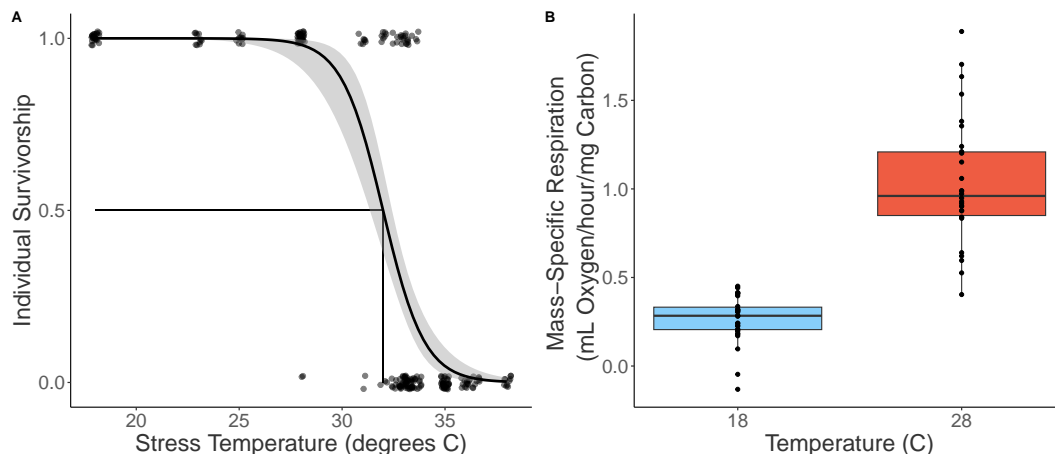 A
1.0
0.5
0.0
Individual Survivorship
20
25
30
35
Stress Temperature (degrees C)
B
1.5
1.0
0.5
0.0
Mass−Specific Respiration
(mL Oxygen/hour/mg Carbon)
18
28
Temperature (C)